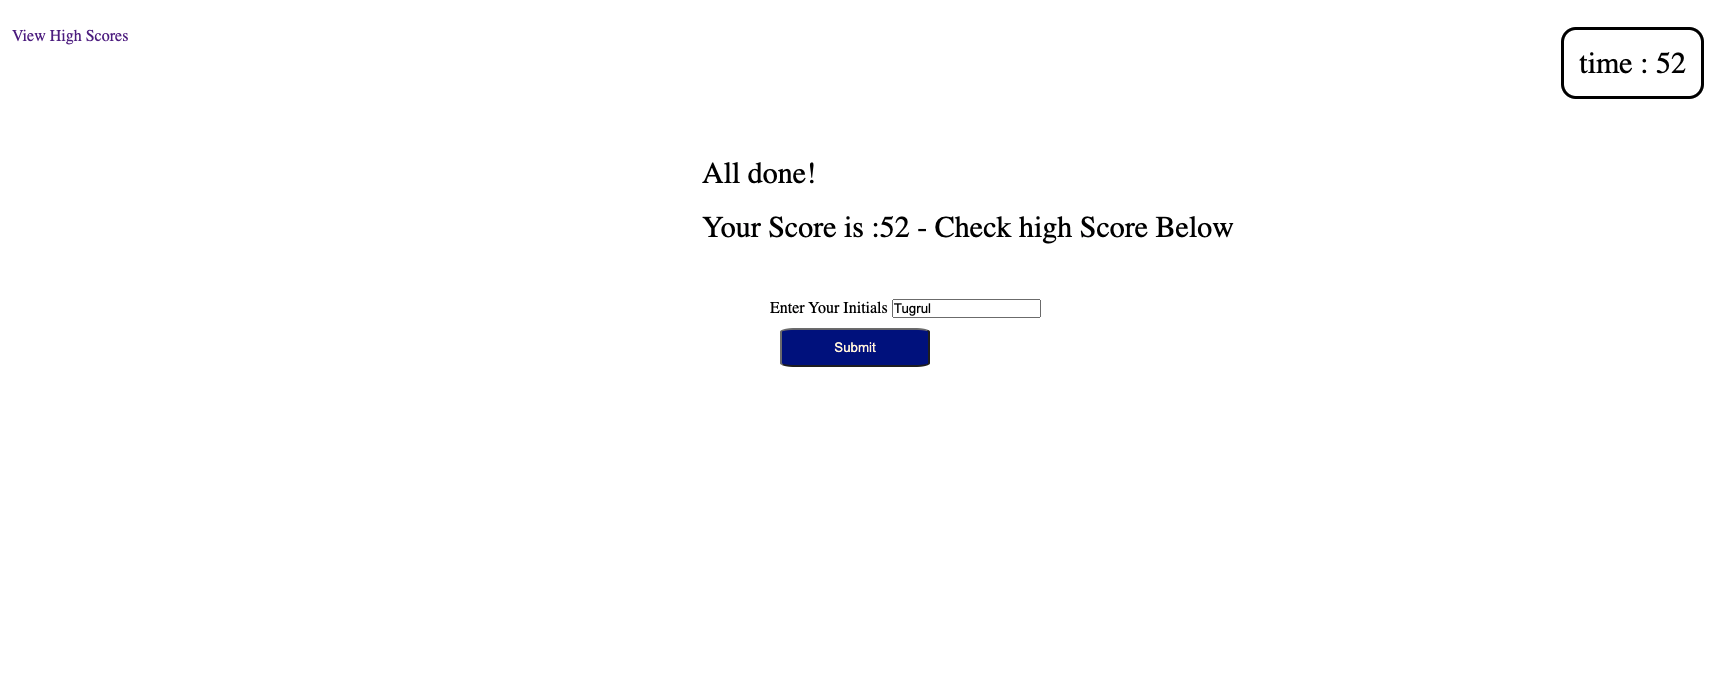 View High Scores
time : 52
All done!
Your Score is :52 - Check high Score Below
Enter Your Initials Tugrul
Submit